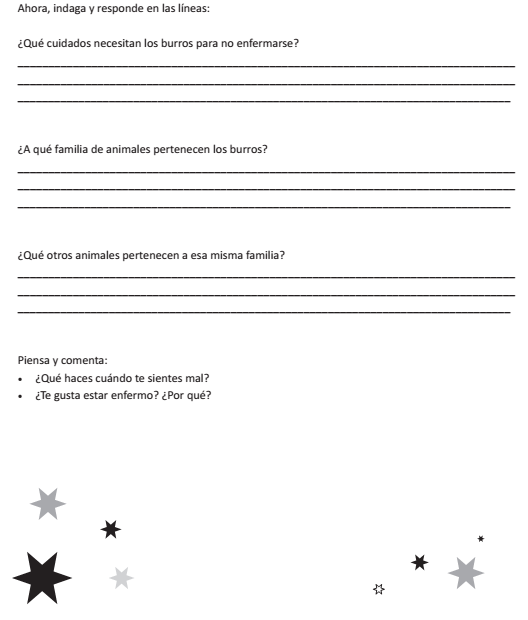 Ahora, indaga y responde en las líneas:
¿Qué cuidados necesitan los burros para no enfermarse?
¿A qué familia de animales pertenecen los burros?
¿Qué otros animales pertenecen a esa misma familia?
Piensa y comenta:
• ¿Qué haces cuándo te sientes mal?
• ¿Te gusta estar enfermo? ¿Por qué?